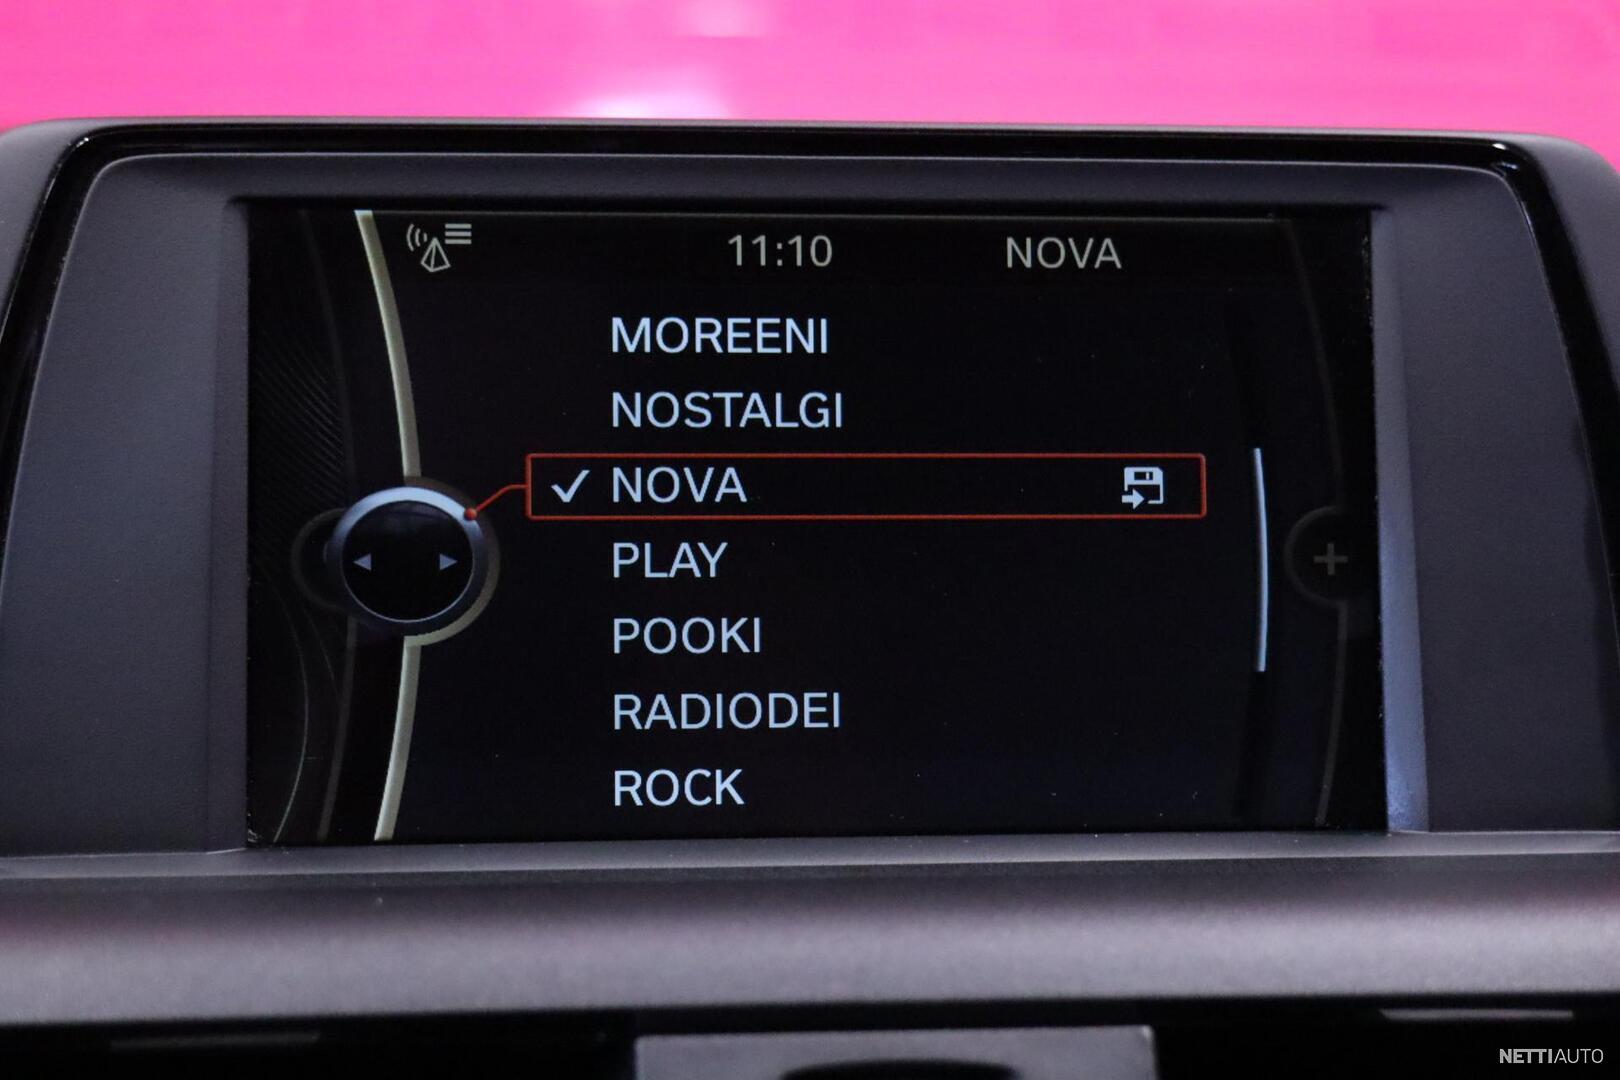 11:10 NOVA
MOREENI
NOSTALGI
NOVA
PLAY
POOKI
RADIODEI
ROCK
NETTIAUTO